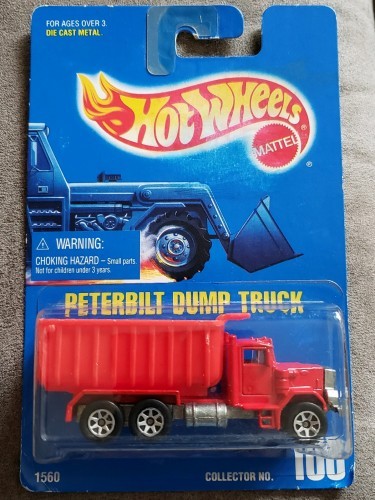 FOR AGES OVER 3.
DIE CAST METAL.
HOT WHEELS
MATTEL
®
⚠ WARNING:
CHOKING HAZARD – Small parts.
Not for children under 3 years.
PETERBILT DUMP TRUCK
1560
COLLECTOR NO. 100